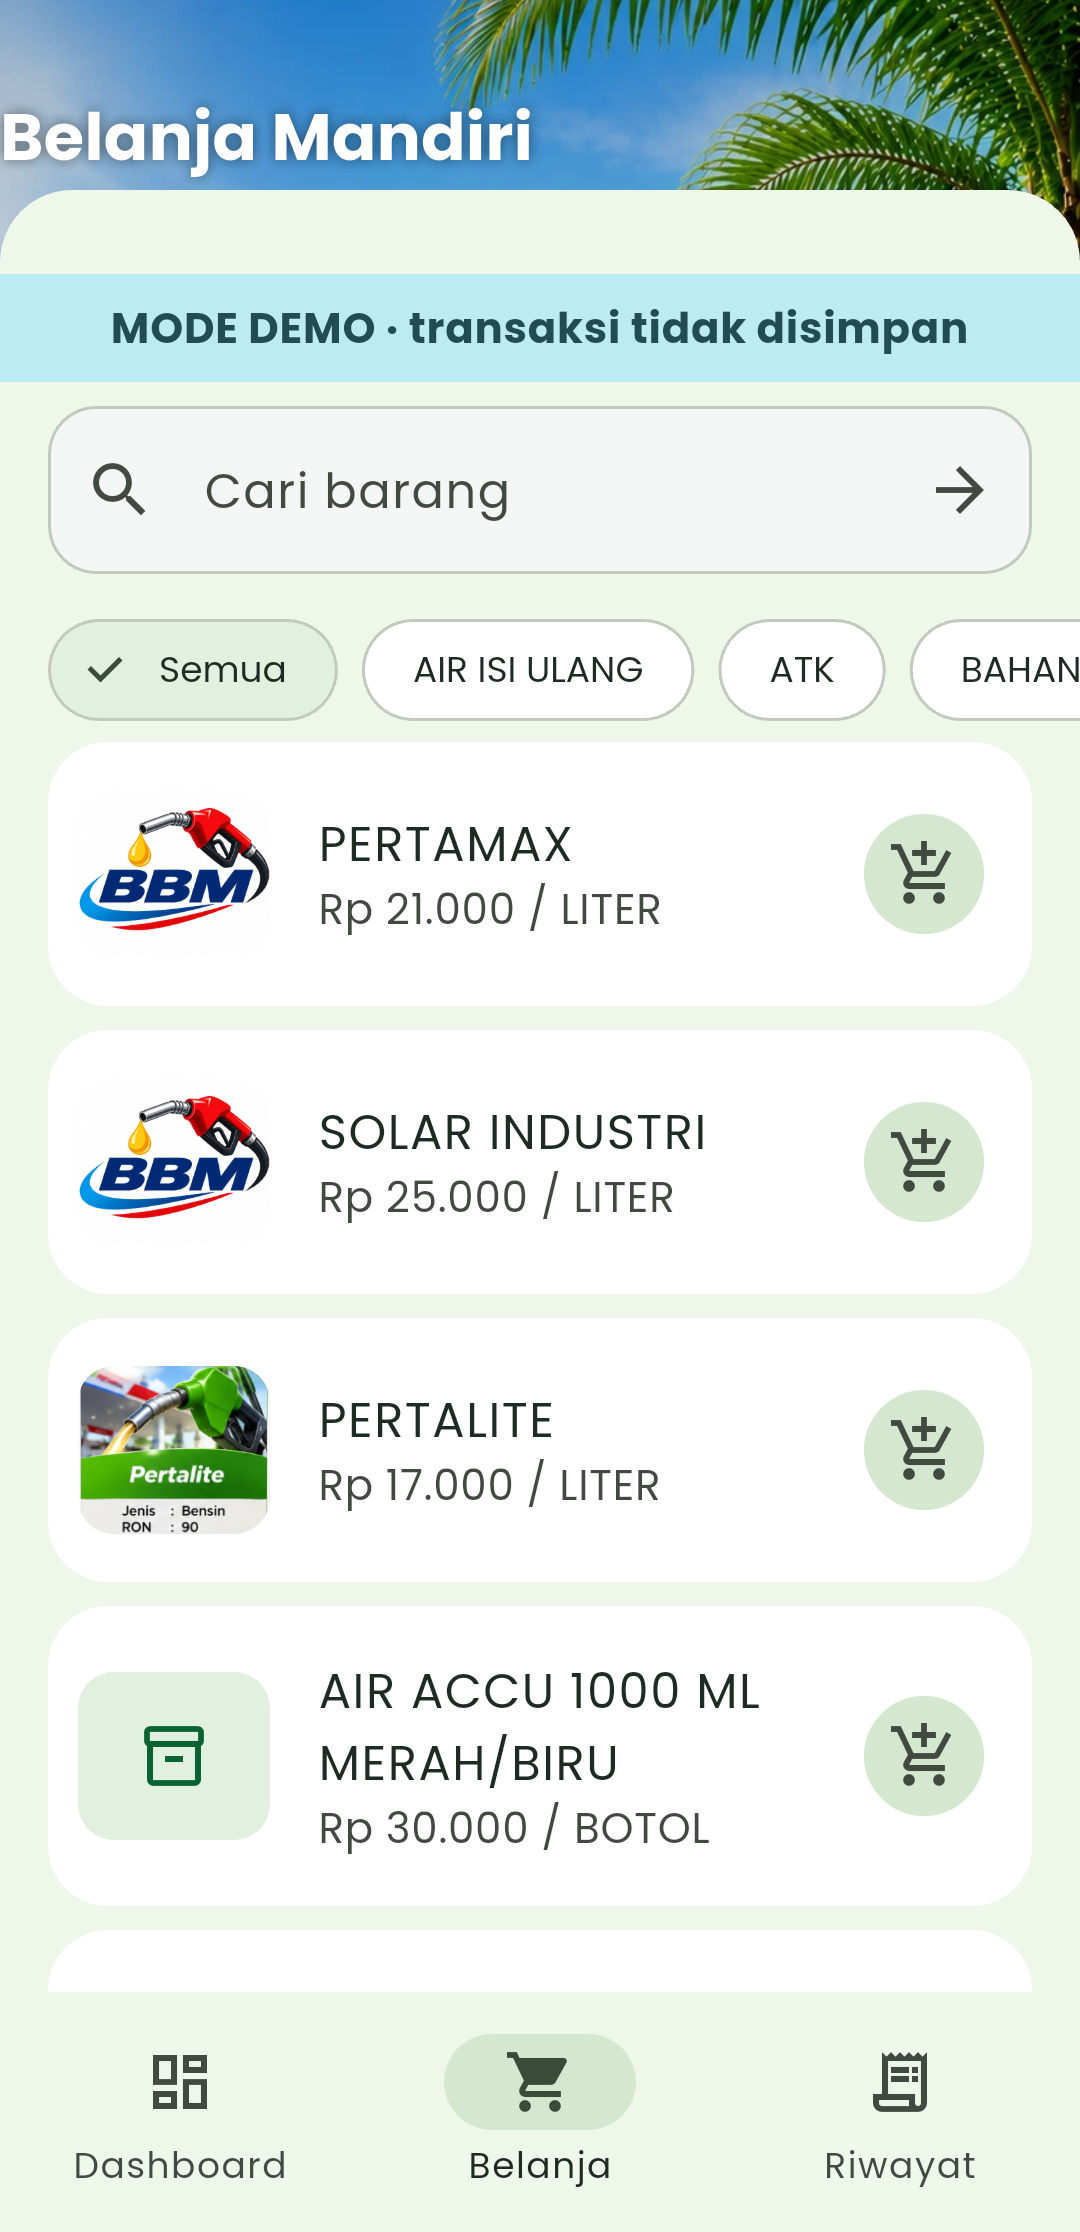 Belanja Mandiri
MODE DEMO · transaksi tidak disimpan
Cari barang
Semua
AIR ISI ULANG
ATK
BAHAN
BBM
PERTAMAX
Rp 21.000 / LITER
BBM
SOLAR INDUSTRI
Rp 25.000 / LITER
Pertalite
Jenis : Bensin
RON : 90
PERTALITE
Rp 17.000 / LITER
AIR ACCU 1000 ML
MERAH/BIRU
Rp 30.000 / BOTOL
Dashboard
Belanja
Riwayat